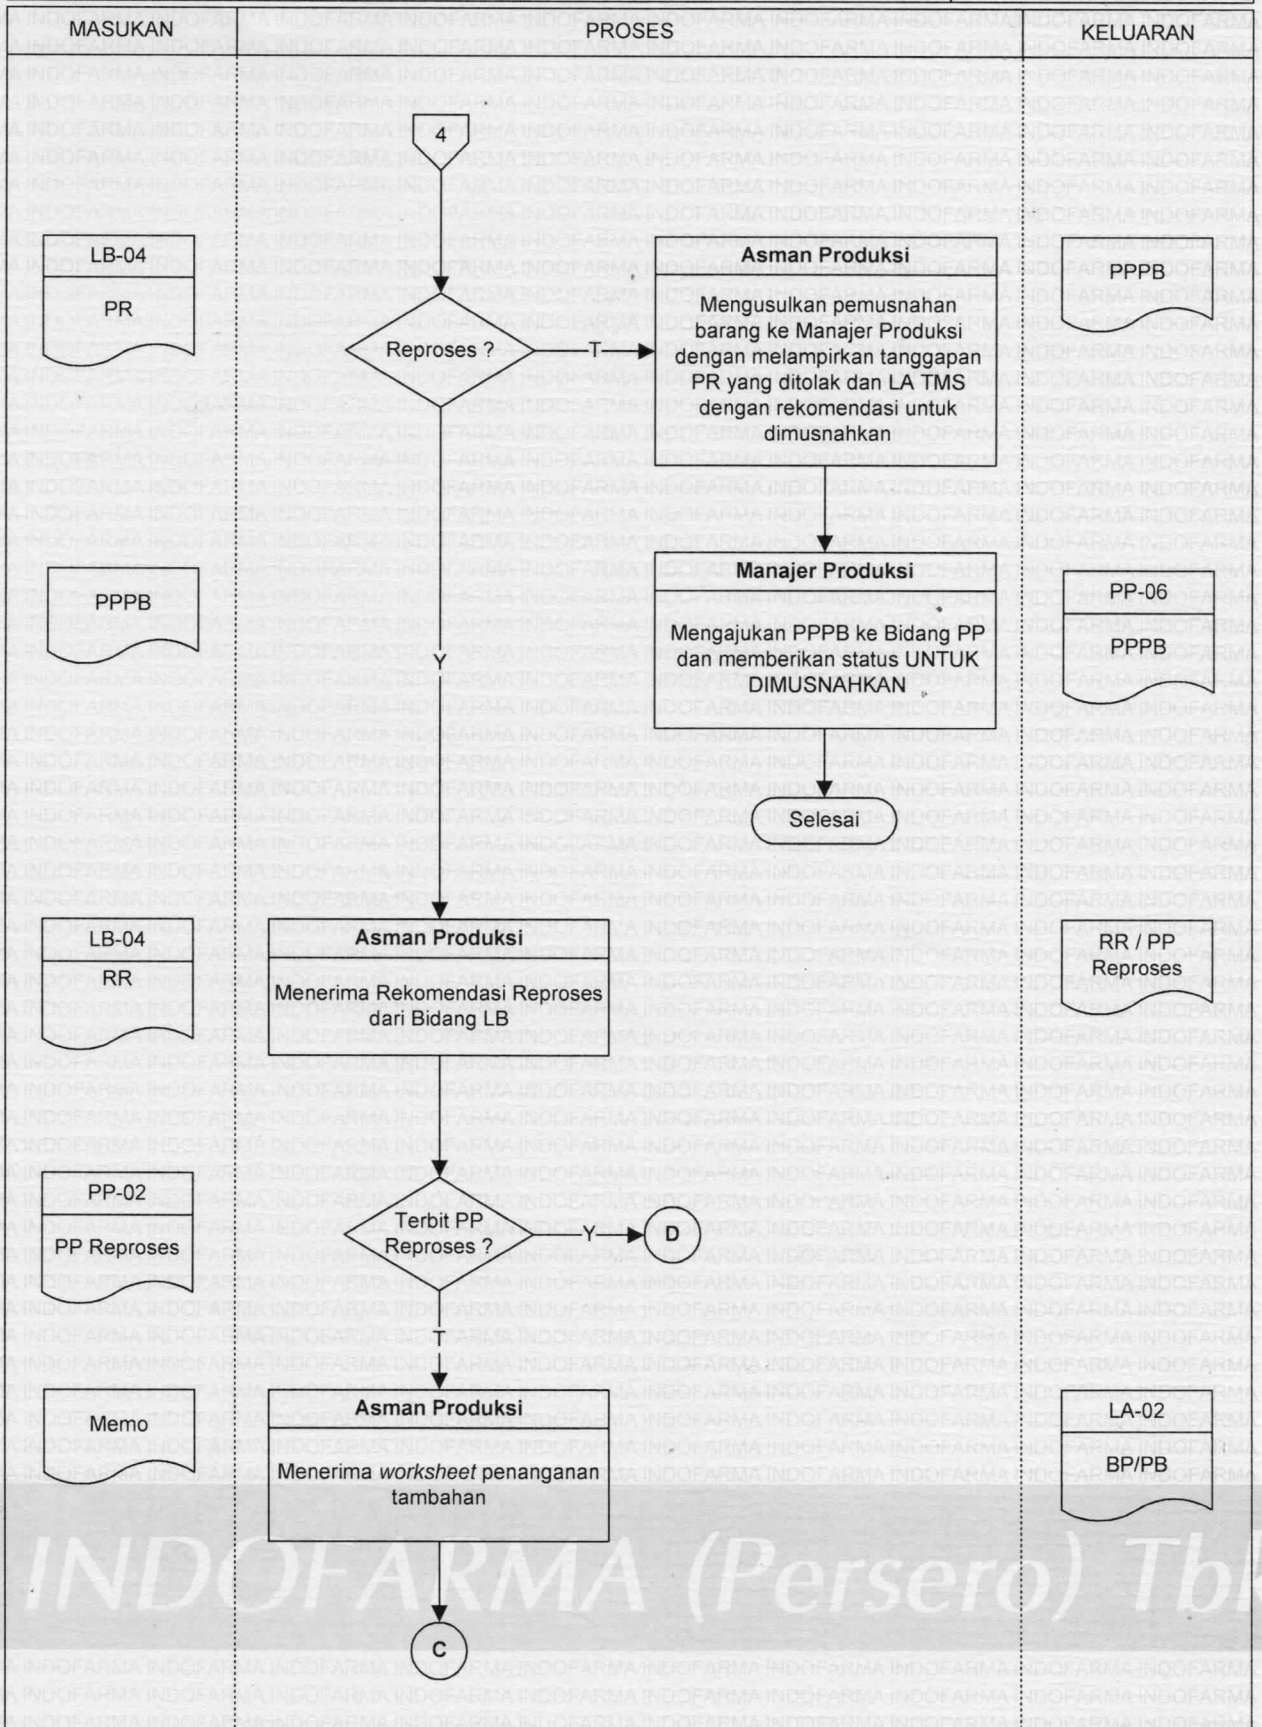 MASUKAN
PROSES
KELUARAN
4
LB-04
PR
Reproses ?
T
Asman Produksi
Mengusulkan pemusnahan
barang ke Manajer Produksi
dengan melampirkan tanggapan
PR yang ditolak dan LA TMS
dengan rekomendasi untuk
dimusnahkan
PPPB
PPPB
Y
Manajer Produksi
Mengajukan PPPB ke Bidang PP
dan memberikan status UNTUK
DIMUSNAHKAN
PP-06
PPPB
Selesai
LB-04
RR
Asman Produksi
Menerima Rekomendasi Reproses
dari Bidang LB
RR / PP
Reproses
PP-02
PP Reproses
Terbit PP
Reproses ?
Y
D
T
Memo
Asman Produksi
Menerima worksheet penanganan
tambahan
LA-02
BP/PB
INDOFARMA (Persero) Tbk
C